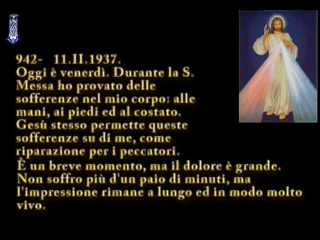 942- 11.II.1937.
Oggi è venerdì. Durante la S.
Messa ho provato delle
sofferenze nel mio corpo: alle
mani, ai piedi ed al costato.
Gesù stesso permette queste
sofferenze su di me, come
riparazione per i peccatori.
È un breve momento, ma il dolore è grande.
Non soffro più d'un paio di minuti, ma
l'impressione rimane a lungo ed in modo molto
vivo.